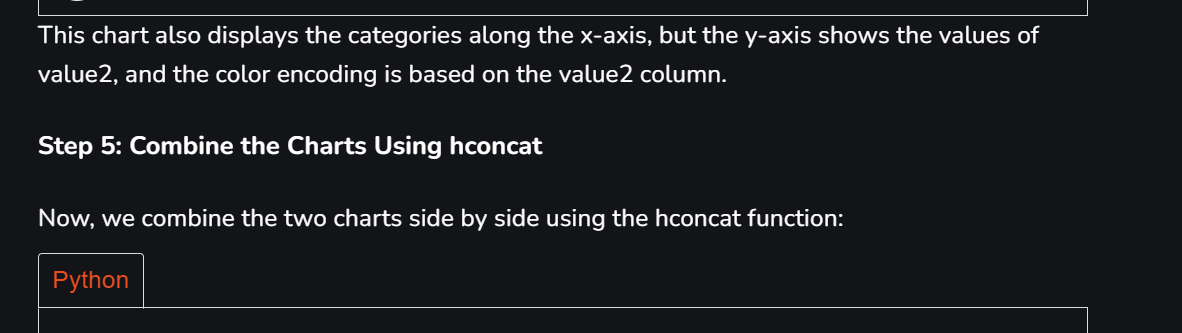 This chart also displays the categories along the x-axis, but the y-axis shows the values of
value2, and the color encoding is based on the value2 column.
Step 5: Combine the Charts Using hconcat
Now, we combine the two charts side by side using the hconcat function:
Python